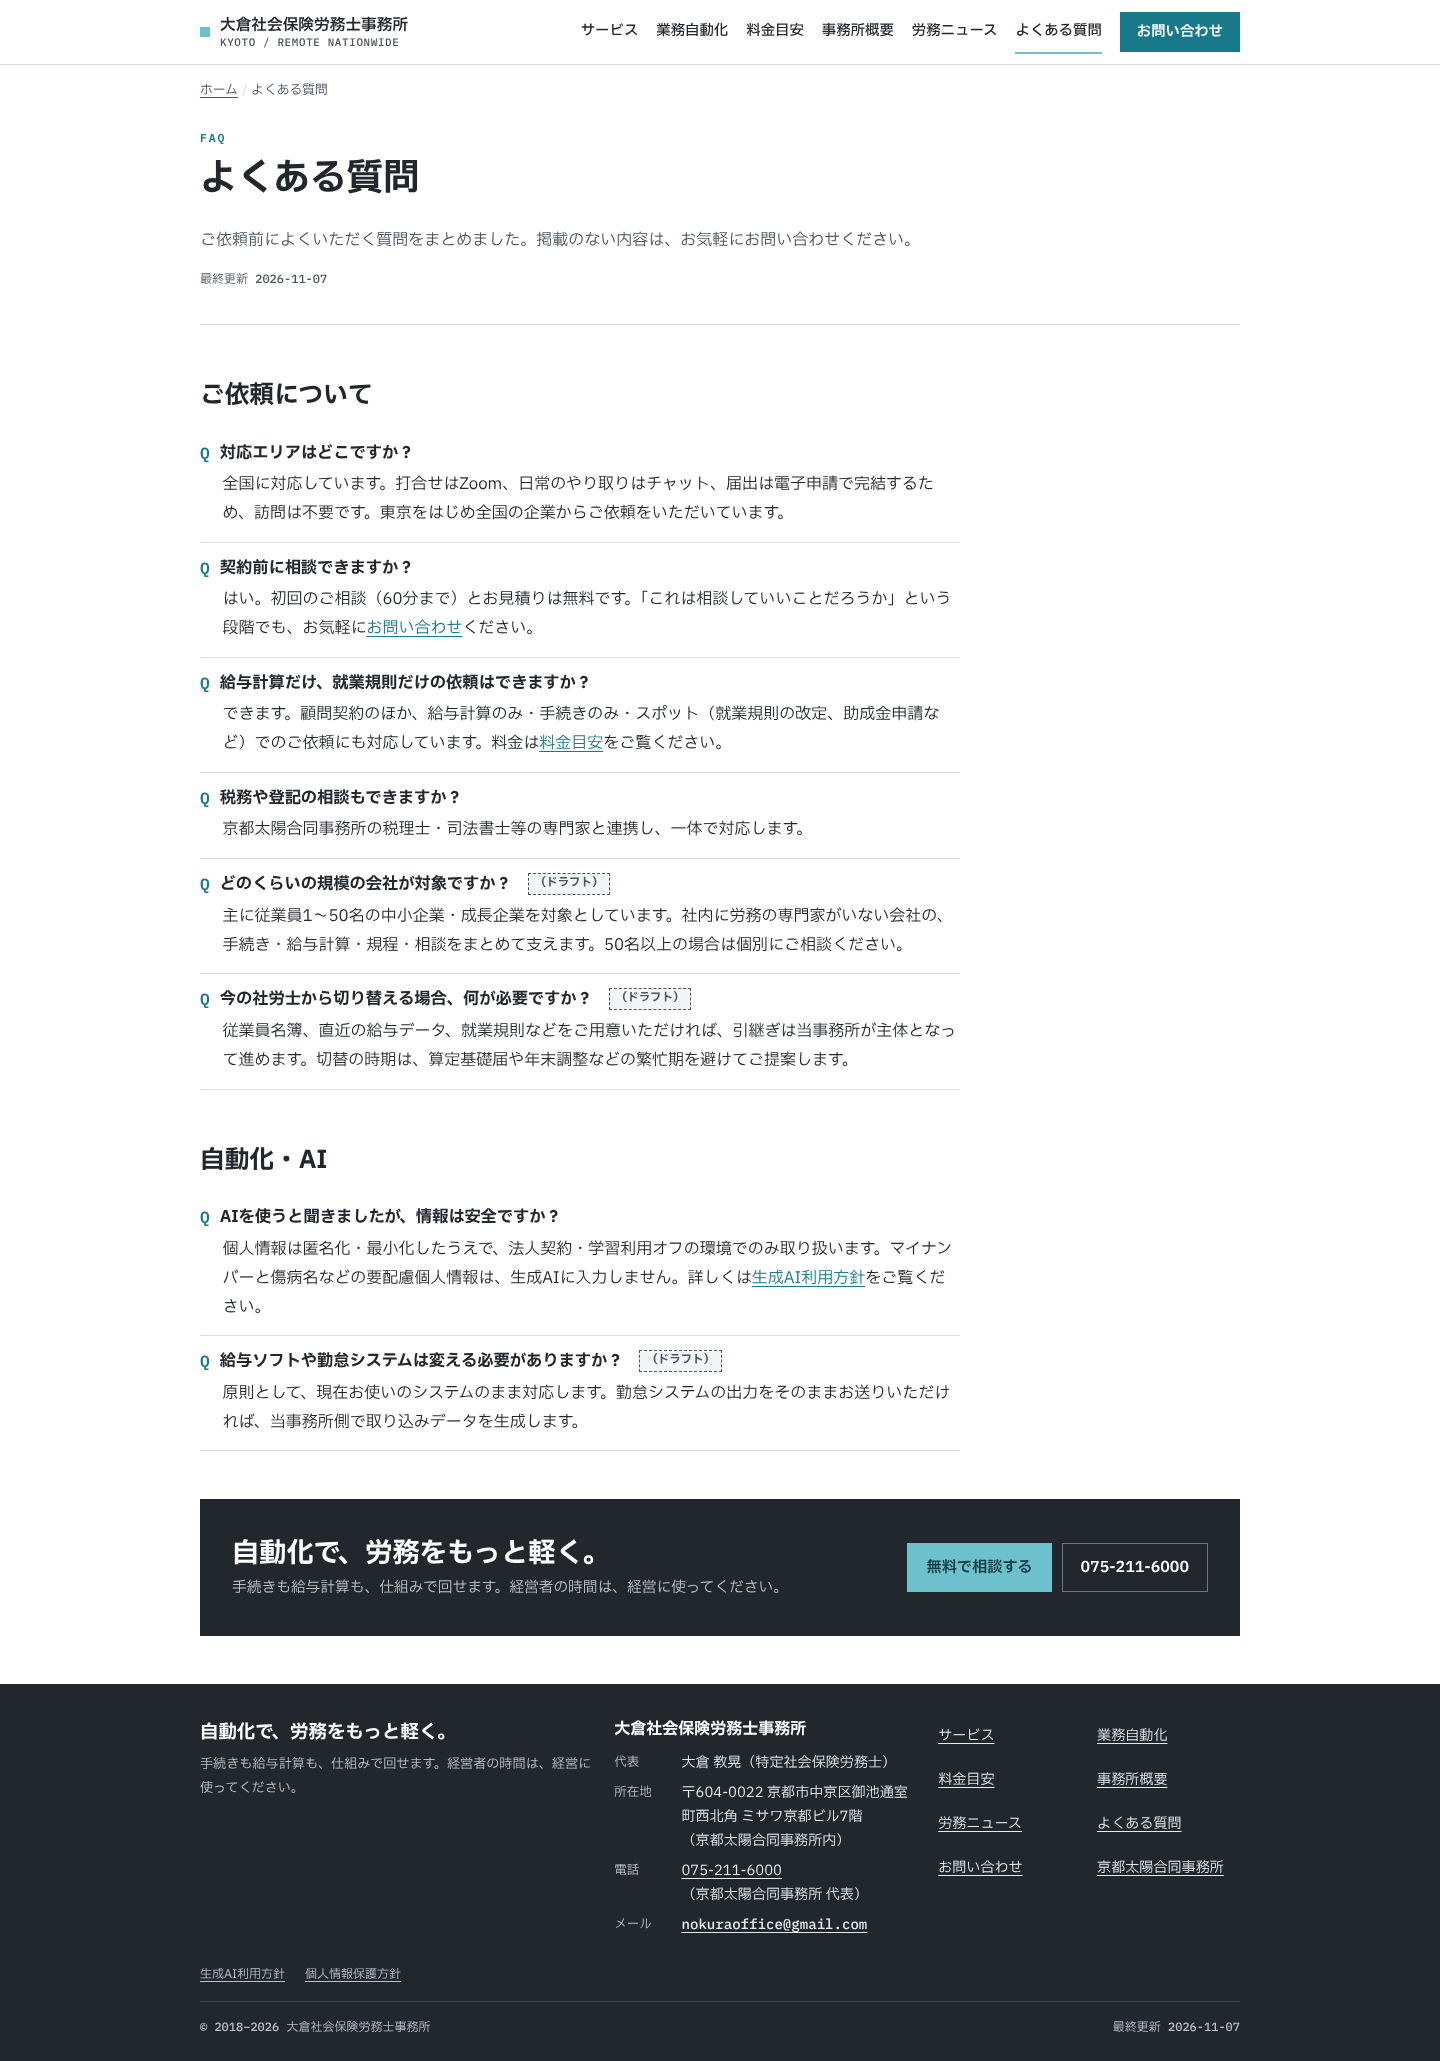 大倉社会保険労務士事務所
KYOTO / REMOTE NATIONWIDE
サービス 業務自動化 料金目安 事務所概要 労務ニュース よくある質問 お問い合わせ
ホーム / よくある質問
FAQ
よくある質問
ご依頼前によくいただく質問をまとめました。掲載のない内容は、お気軽にお問い合わせください。
最終更新 2026-11-07
ご依頼について
Q 対応エリアはどこですか？
全国に対応しています。打合せはZoom、日常のやり取りはチャット、届出は電子申請で完結するた
め、訪問は不要です。東京をはじめ全国の企業からご依頼をいただいています。
Q 契約前に相談できますか？
はい。初回のご相談（60分まで）とお見積りは無料です。「これは相談していいことだろうか」という
段階でも、お気軽にお問い合わせください。
Q 給与計算だけ、就業規則だけの依頼はできますか？
できます。顧問契約のほか、給与計算のみ・手続きのみ・スポット（就業規則の改定、助成金申請な
ど）でのご依頼にも対応しています。料金は料金目安をご覧ください。
Q 税務や登記の相談もできますか？
京都太陽合同事務所の税理士・司法書士等の専門家と連携し、一体で対応します。
Q どのくらいの規模の会社が対象ですか？ （ドラフト）
主に従業員1〜50名の中小企業・成長企業を対象としています。社内に労務の専門家がいない会社の、
手続き・給与計算・規程・相談をまとめて支えます。50名以上の場合は個別にご相談ください。
Q 今の社労士から切り替える場合、何が必要ですか？ （ドラフト）
従業員名簿、直近の給与データ、就業規則などをご用意いただければ、引継ぎは当事務所が主体となっ
て進めます。切替の時期は、算定基礎届や年末調整などの繁忙期を避けてご提案します。
自動化・AI
Q AIを使うと聞きましたが、情報は安全ですか？
個人情報は匿名化・最小化したうえで、法人契約・学習利用オフの環境でのみ取り扱います。マイナン
バーと傷病名などの要配慮個人情報は、生成AIに入力しません。詳しくは生成AI利用方針をご覧くだ
さい。
Q 給与ソフトや勤怠システムは変える必要がありますか？ （ドラフト）
原則として、現在お使いのシステムのまま対応します。勤怠システムの出力をそのままお送りいただけ
れば、当事務所側で取り込みデータを生成します。
自動化で、労務をもっと軽く。
手続きも給与計算も、仕組みで回せます。経営者の時間は、経営に使ってください。
無料で相談する 075-211-6000
自動化で、労務をもっと軽く。
手続きも給与計算も、仕組みで回せます。経営者の時間は、経営に
使ってください。
大倉社会保険労務士事務所
代表 大倉 教晃（特定社会保険労務士）
所在地 〒604-0022 京都市中京区御池通室
町西北角 ミサワ京都ビル7階
（京都太陽合同事務所内）
電話 075-211-6000
（京都太陽合同事務所 代表）
メール nokuraoffice@gmail.com
サービス 業務自動化
料金目安 事務所概要
労務ニュース よくある質問
お問い合わせ 京都太陽合同事務所
生成AI利用方針 個人情報保護方針
© 2018–2026 大倉社会保険労務士事務所
最終更新 2026-11-07